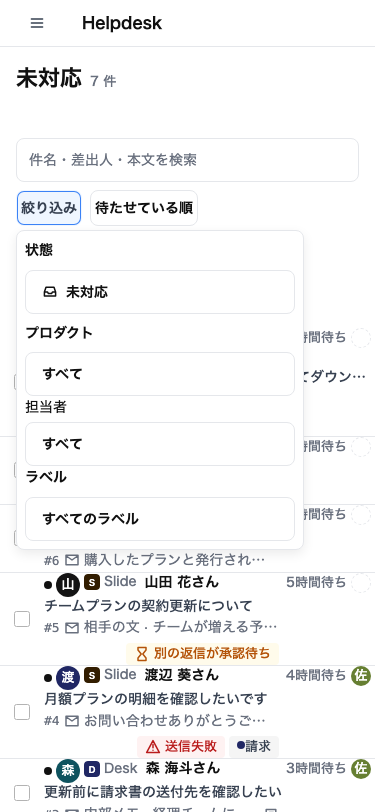 Helpdesk
未対応 7 件
件名・差出人・本文を検索
絞り込み 待たせている順
状態
未対応
プロダクト
時間待ち
すべて
てダウン…
担当者
すべて
時間待ち
ラベル
すべてのラベル
時間待ち
#6 購入したプランと発行され…
山 S Slide 山田 花さん 5時間待ち
チームプランの契約更新について
#5 相手の文 · チームが増える予…
別の返信が承認待ち
渡 S Slide 渡辺 葵さん 4時間待ち 佐
月額プランの明細を確認したいです
#4 お問い合わせありがとうご…
送信失敗 請求
森 D Desk 森 海斗さん 3時間待ち 佐
更新前に請求書の送付先を確認したい